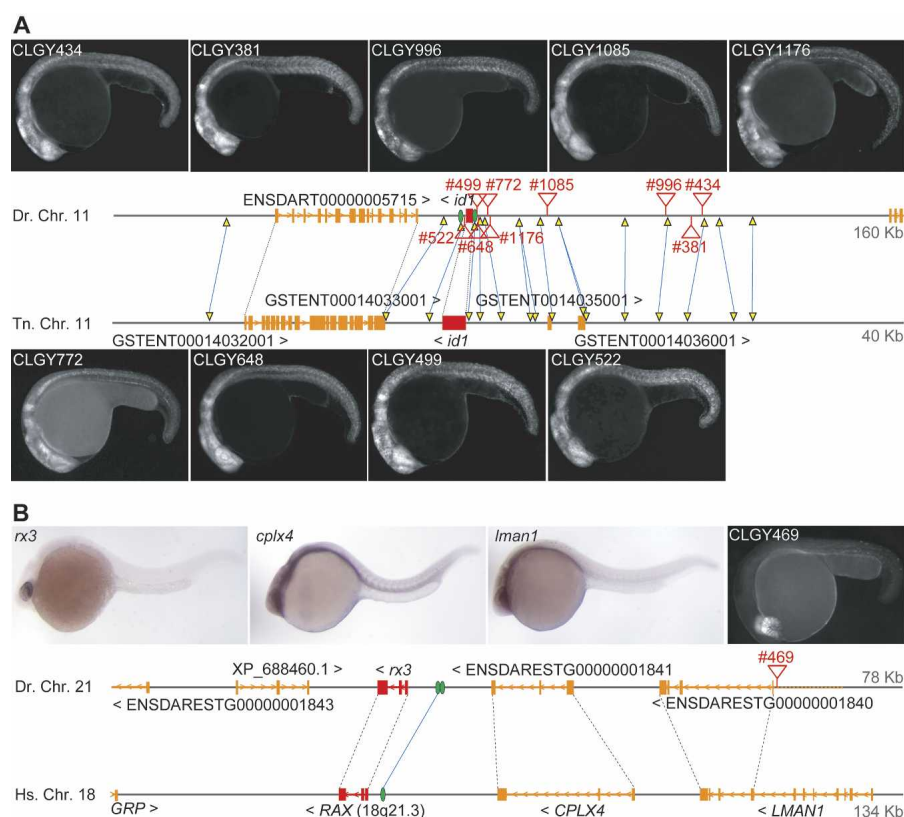 A
CLGY434 CLGY381 CLGY996 CLGY1085 CLGY1176
#499 #772 #1085 #996 #434
ENSDART00000005715 > < id1
Dr. Chr. 11
160 Kb
#522 #648 #1176 #381
GSTENT00014033001 > GSTENT0014035001 >
Tn. Chr. 11
40 Kb
GSTENT00014032001 > < id1 GSTENT00014036001 >
CLGY772 CLGY648 CLGY499 CLGY522
B
rx3 cplx4 lman1 CLGY469
XP_688460.1 > < rx3 < ENSDARESTG00000001841 #469
Dr. Chr. 21
78 Kb
< ENSDARESTG00000001843 < ENSDARESTG00000001840
Hs. Chr. 18
GRP > < RAX (18q21.3) < CPLX4 < LMAN1
134 Kb